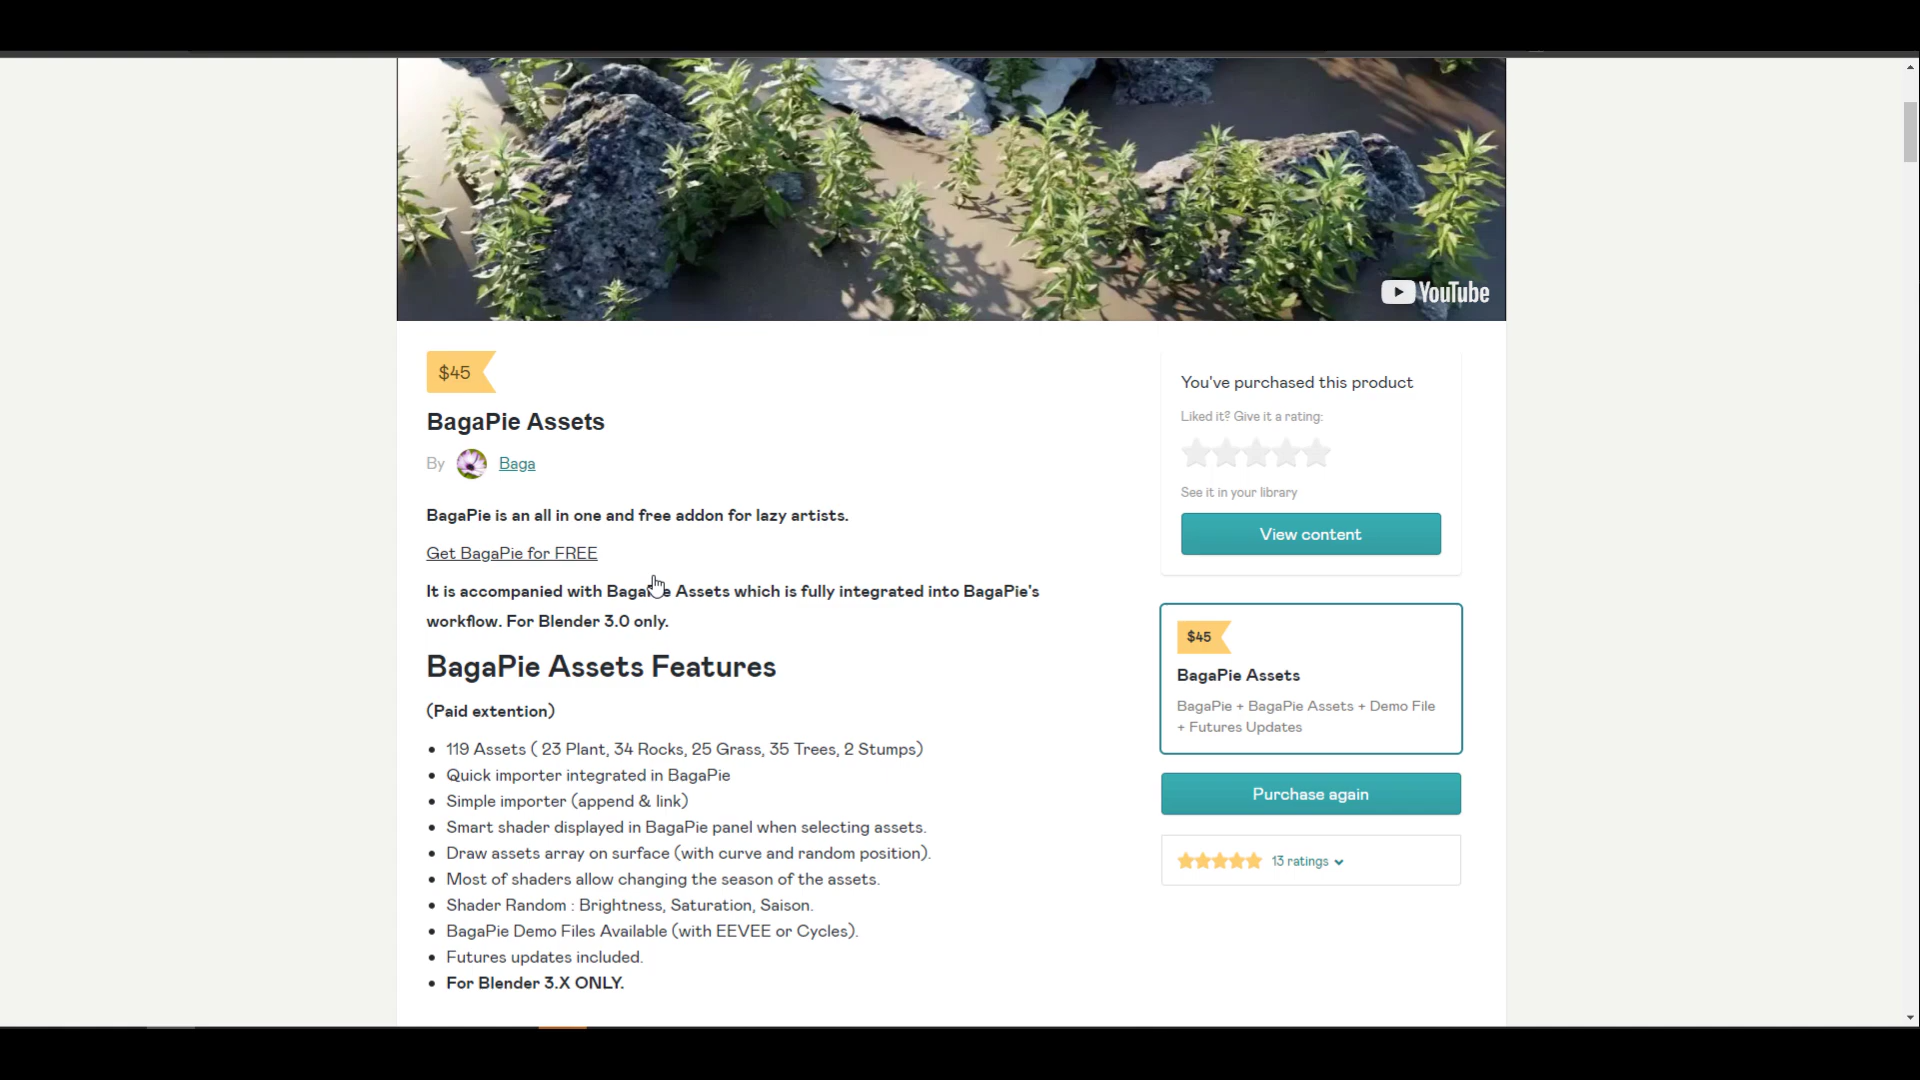 YouTube
$45
BagaPie Assets
By Baga
BagaPie is an all in one and free addon for lazy artists.
Get BagaPie for FREE
It is accompanied with BagaPie Assets which is fully integrated into BagaPie's
workflow. For Blender 3.0 only.
BagaPie Assets Features
(Paid extention)
• 119 Assets ( 23 Plant, 34 Rocks, 25 Grass, 35 Trees, 2 Stumps)
• Quick importer integrated in BagaPie
• Simple importer (append & link)
• Smart shader displayed in BagaPie panel when selecting assets.
• Draw assets array on surface (with curve and random position).
• Most of shaders allow changing the season of the assets.
• Shader Random : Brightness, Saturation, Saison.
• BagaPie Demo Files Available (with EEVEE or Cycles).
• Futures updates included.
• For Blender 3.X ONLY.
You've purchased this product
Liked it? Give it a rating:
See it in your library
View content
$45
BagaPie Assets
BagaPie + BagaPie Assets + Demo File
+ Futures Updates
Purchase again
13 ratings